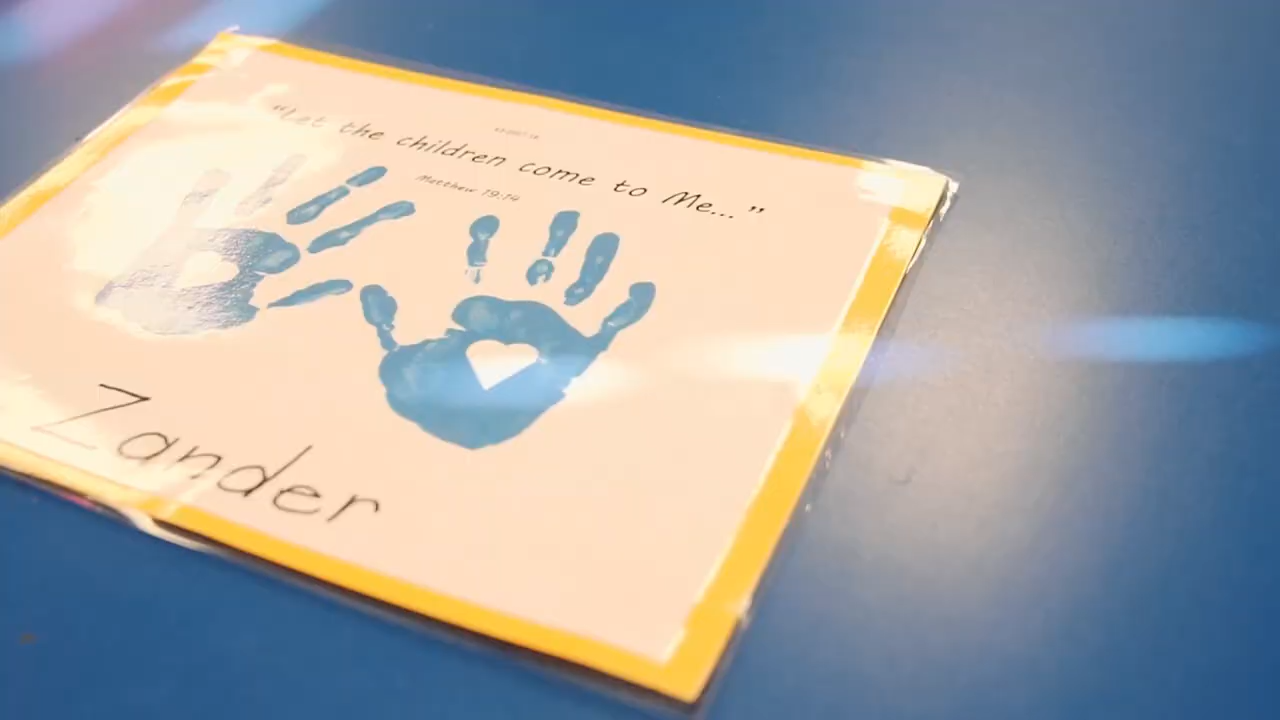 “Let the children come to Me... ”
Matthew 19:14
Zander